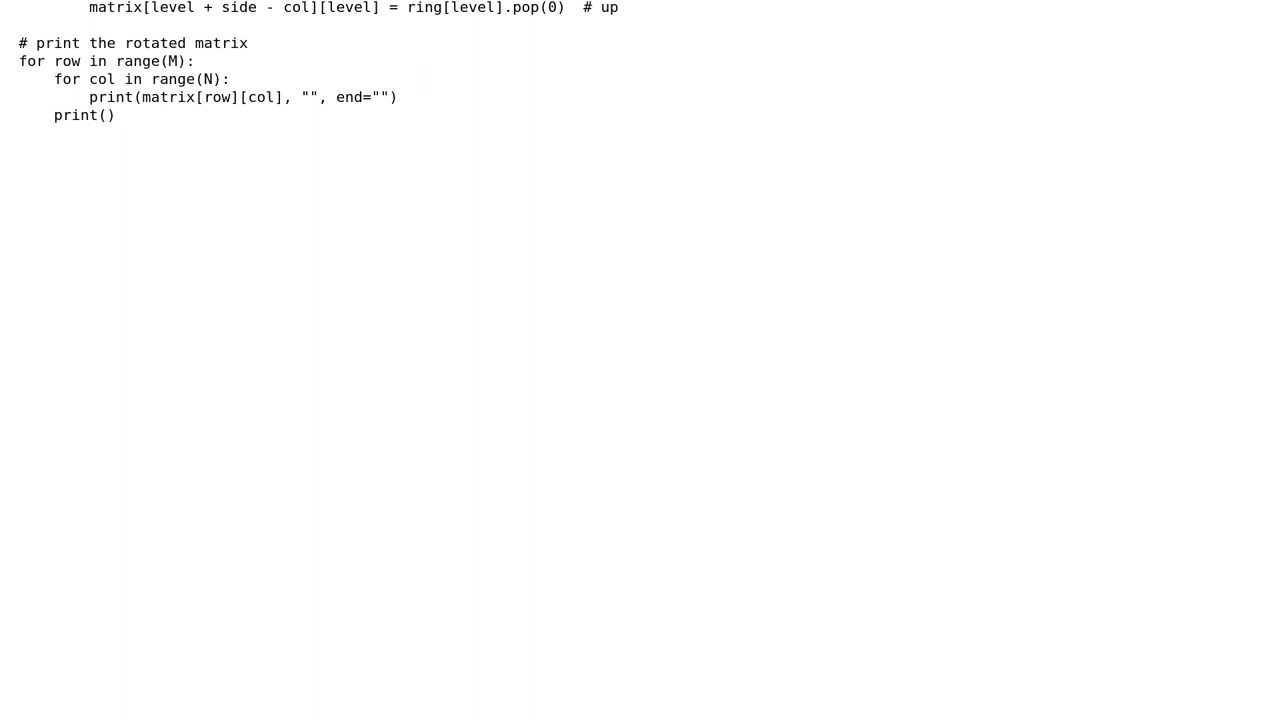 matrix[level + side - col][level] = ring[level].pop(0)  # up

# print the rotated matrix
for row in range(M):
    for col in range(N):
        print(matrix[row][col], "", end="")
    print()